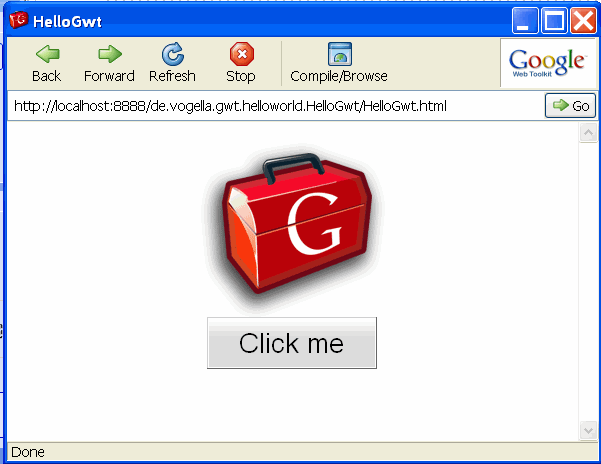 HelloGwt
Back Forward Refresh Stop Compile/Browse
Google
Web Toolkit
http://localhost:8888/de.vogella.gwt.helloworld.HelloGwt/HelloGwt.html Go
G
Click me
Done